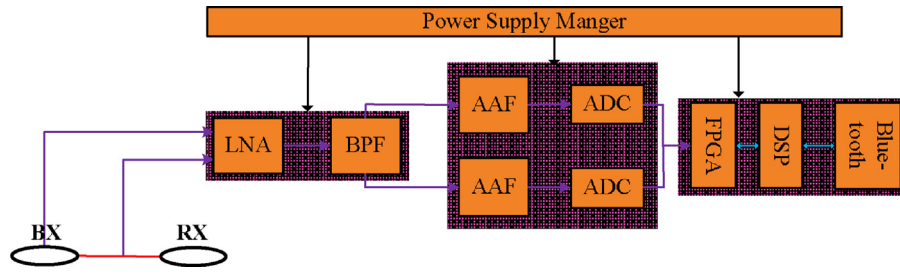 Power Supply Manger
AAF
ADC
LNA
BPF
AAF
ADC
FPGA
DSP
Blue-
tooth
BX
RX